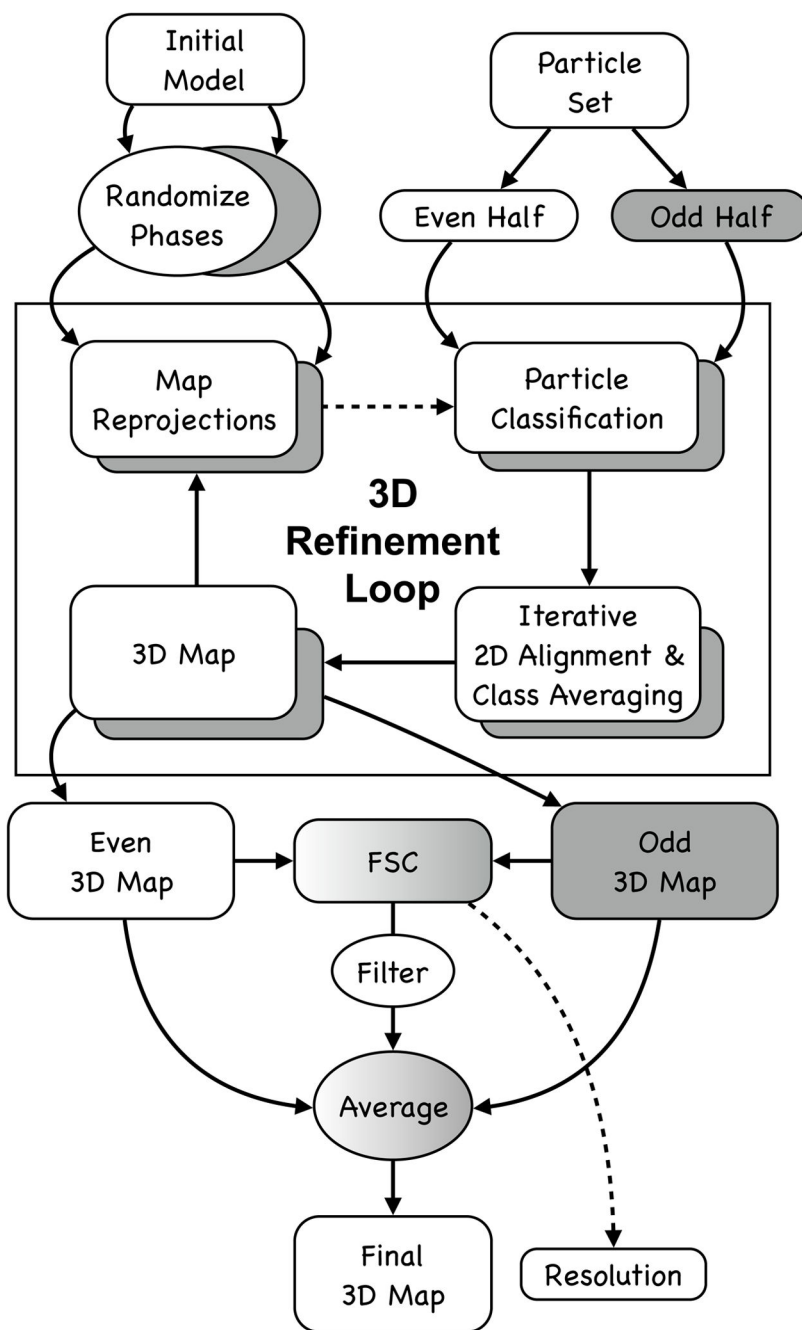 Initial
Model
Particle
Set
Randomize
Phases
Even Half
Odd Half
Map
Reprojections
Particle
Classification
3D
Refinement
Loop
3D Map
Iterative
2D Alignment &
Class Averaging
Even
3D Map
FSC
Odd
3D Map
Filter
Average
Final
3D Map
Resolution